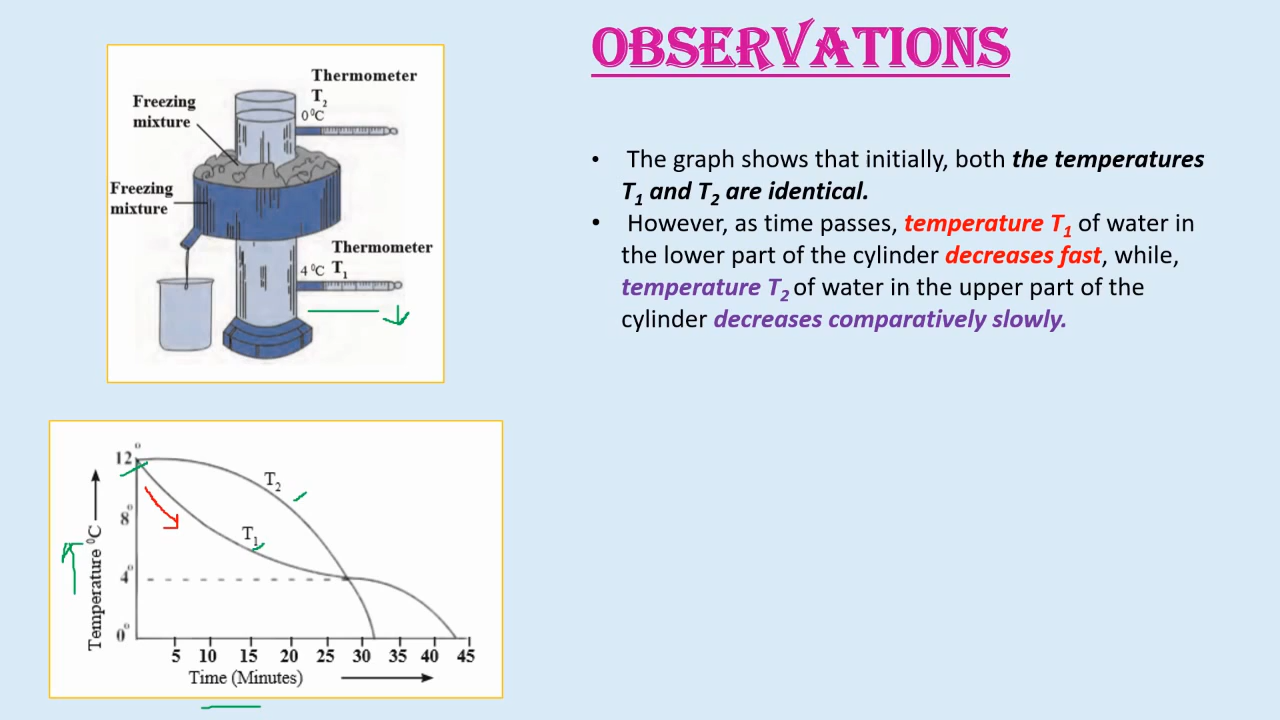 OBSERVATIONS
Thermometer
T2
0⁰C
Freezing
mixture
Freezing
mixture
Thermometer
4⁰C T1
• The graph shows that initially, both the temperatures
T1 and T2 are identical.
• However, as time passes, temperature T1 of water in
the lower part of the cylinder decreases fast, while,
temperature T2 of water in the upper part of the
cylinder decreases comparatively slowly.
12°
8°
4°
0°
Temperature ⁰C
T2
T1
5 10 15 20 25 30 35 40 45
Time (Minutes)